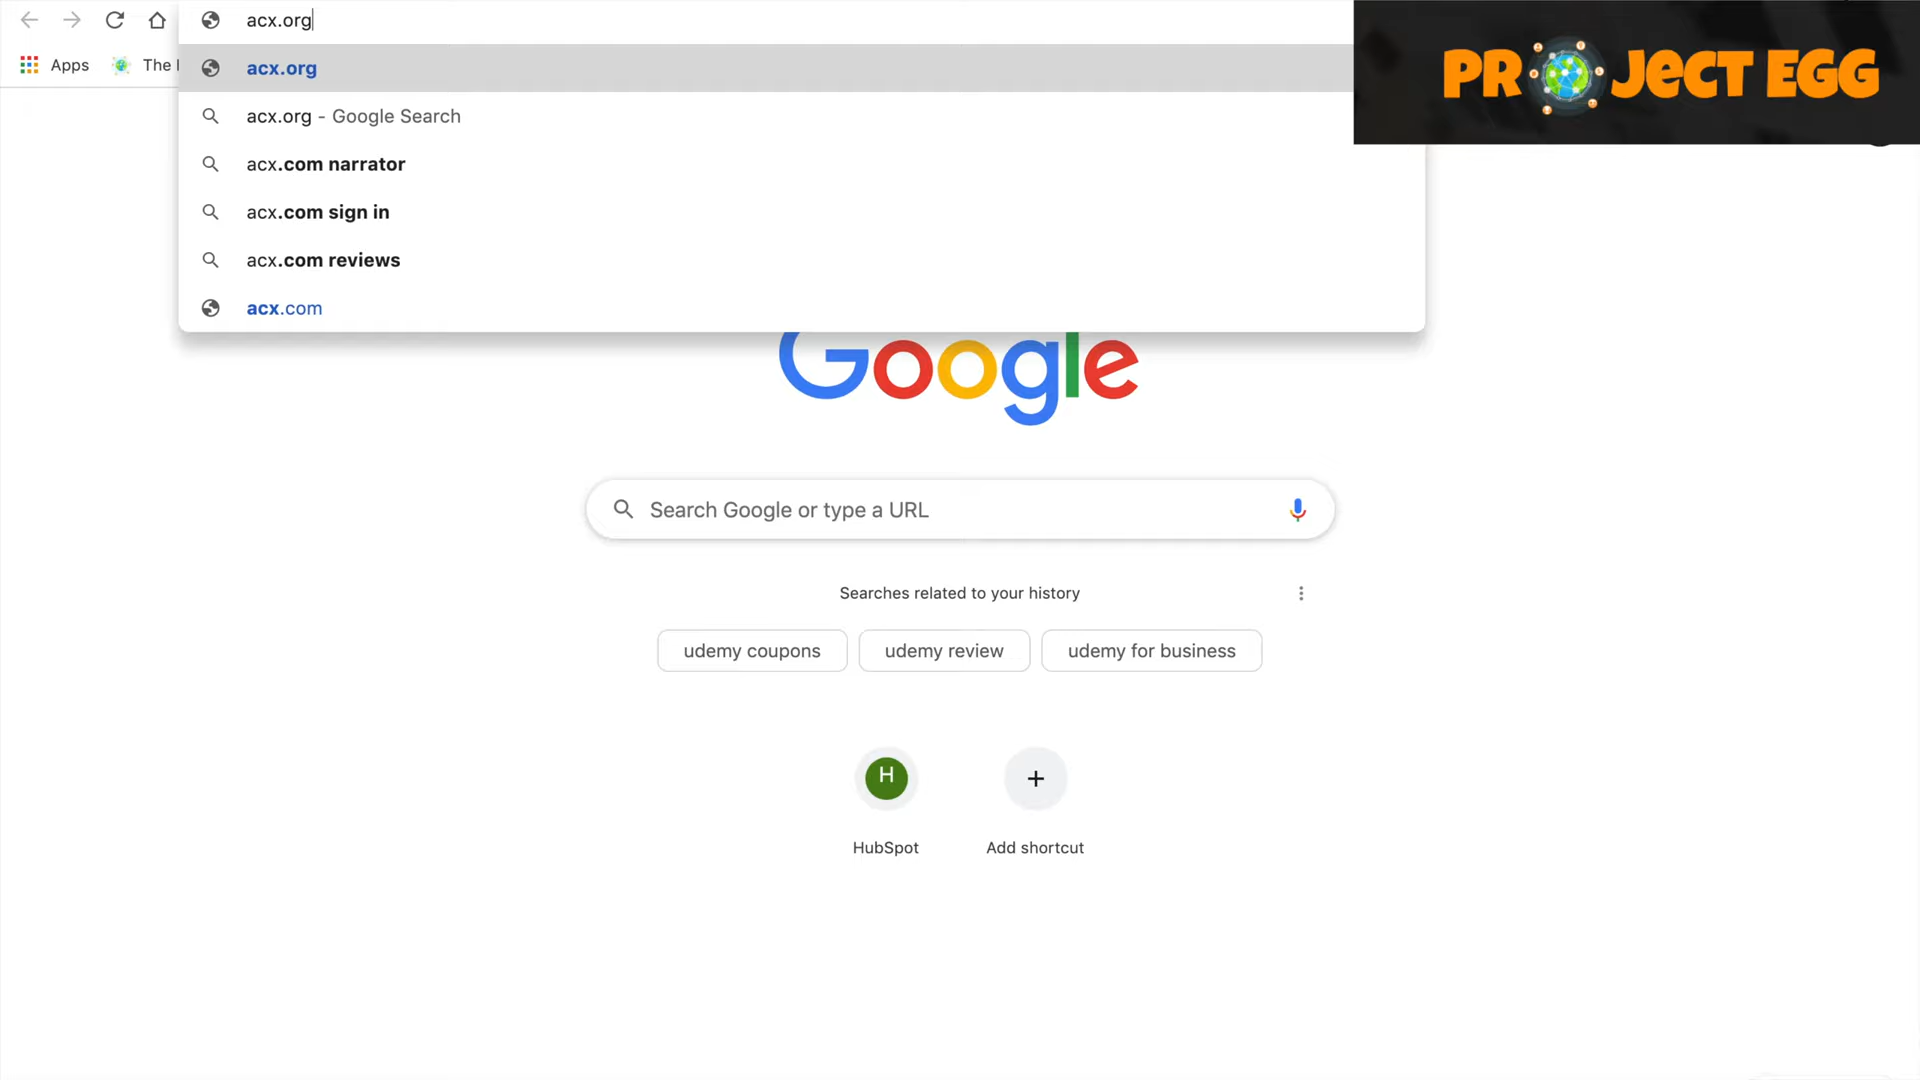 acx.org
Apps
The
acx.org
acx.org - Google Search
acx.com narrator
acx.com sign in
acx.com reviews
acx.com
PROJECT EGG
Google
Search Google or type a URL
Searches related to your history
udemy coupons
udemy review
udemy for business
H
HubSpot
Add shortcut